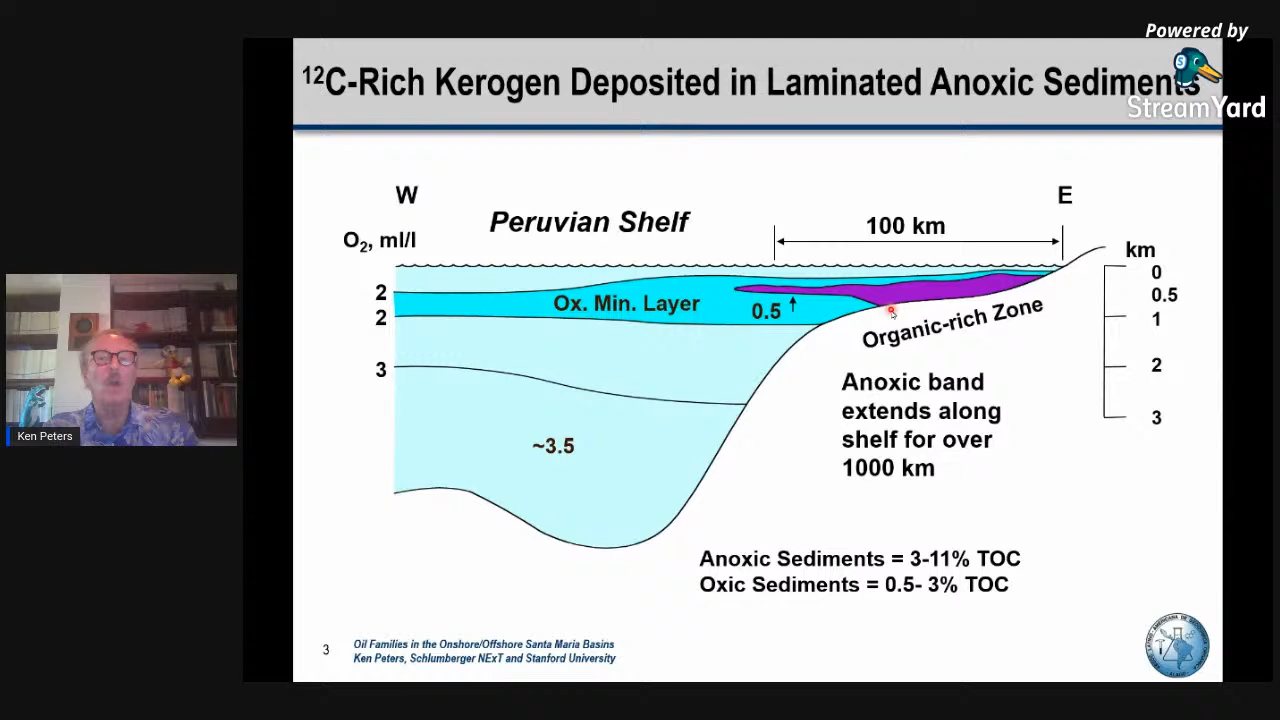 Powered by
StreamYard
¹²C-Rich Kerogen Deposited in Laminated Anoxic Sediments
W
E
Peruvian Shelf
100 km
O₂, ml/l
km
0
0.5
1
2
3
2
2
3
Ox. Min. Layer
0.5
~3.5
Organic-rich Zone
Anoxic band
extends along
shelf for over
1000 km
Ken Peters
Anoxic Sediments = 3-11% TOC
Oxic Sediments = 0.5- 3% TOC
3
Oil Families in the Onshore/Offshore Santa Maria Basins
Ken Peters, Schlumberger NExT and Stanford University